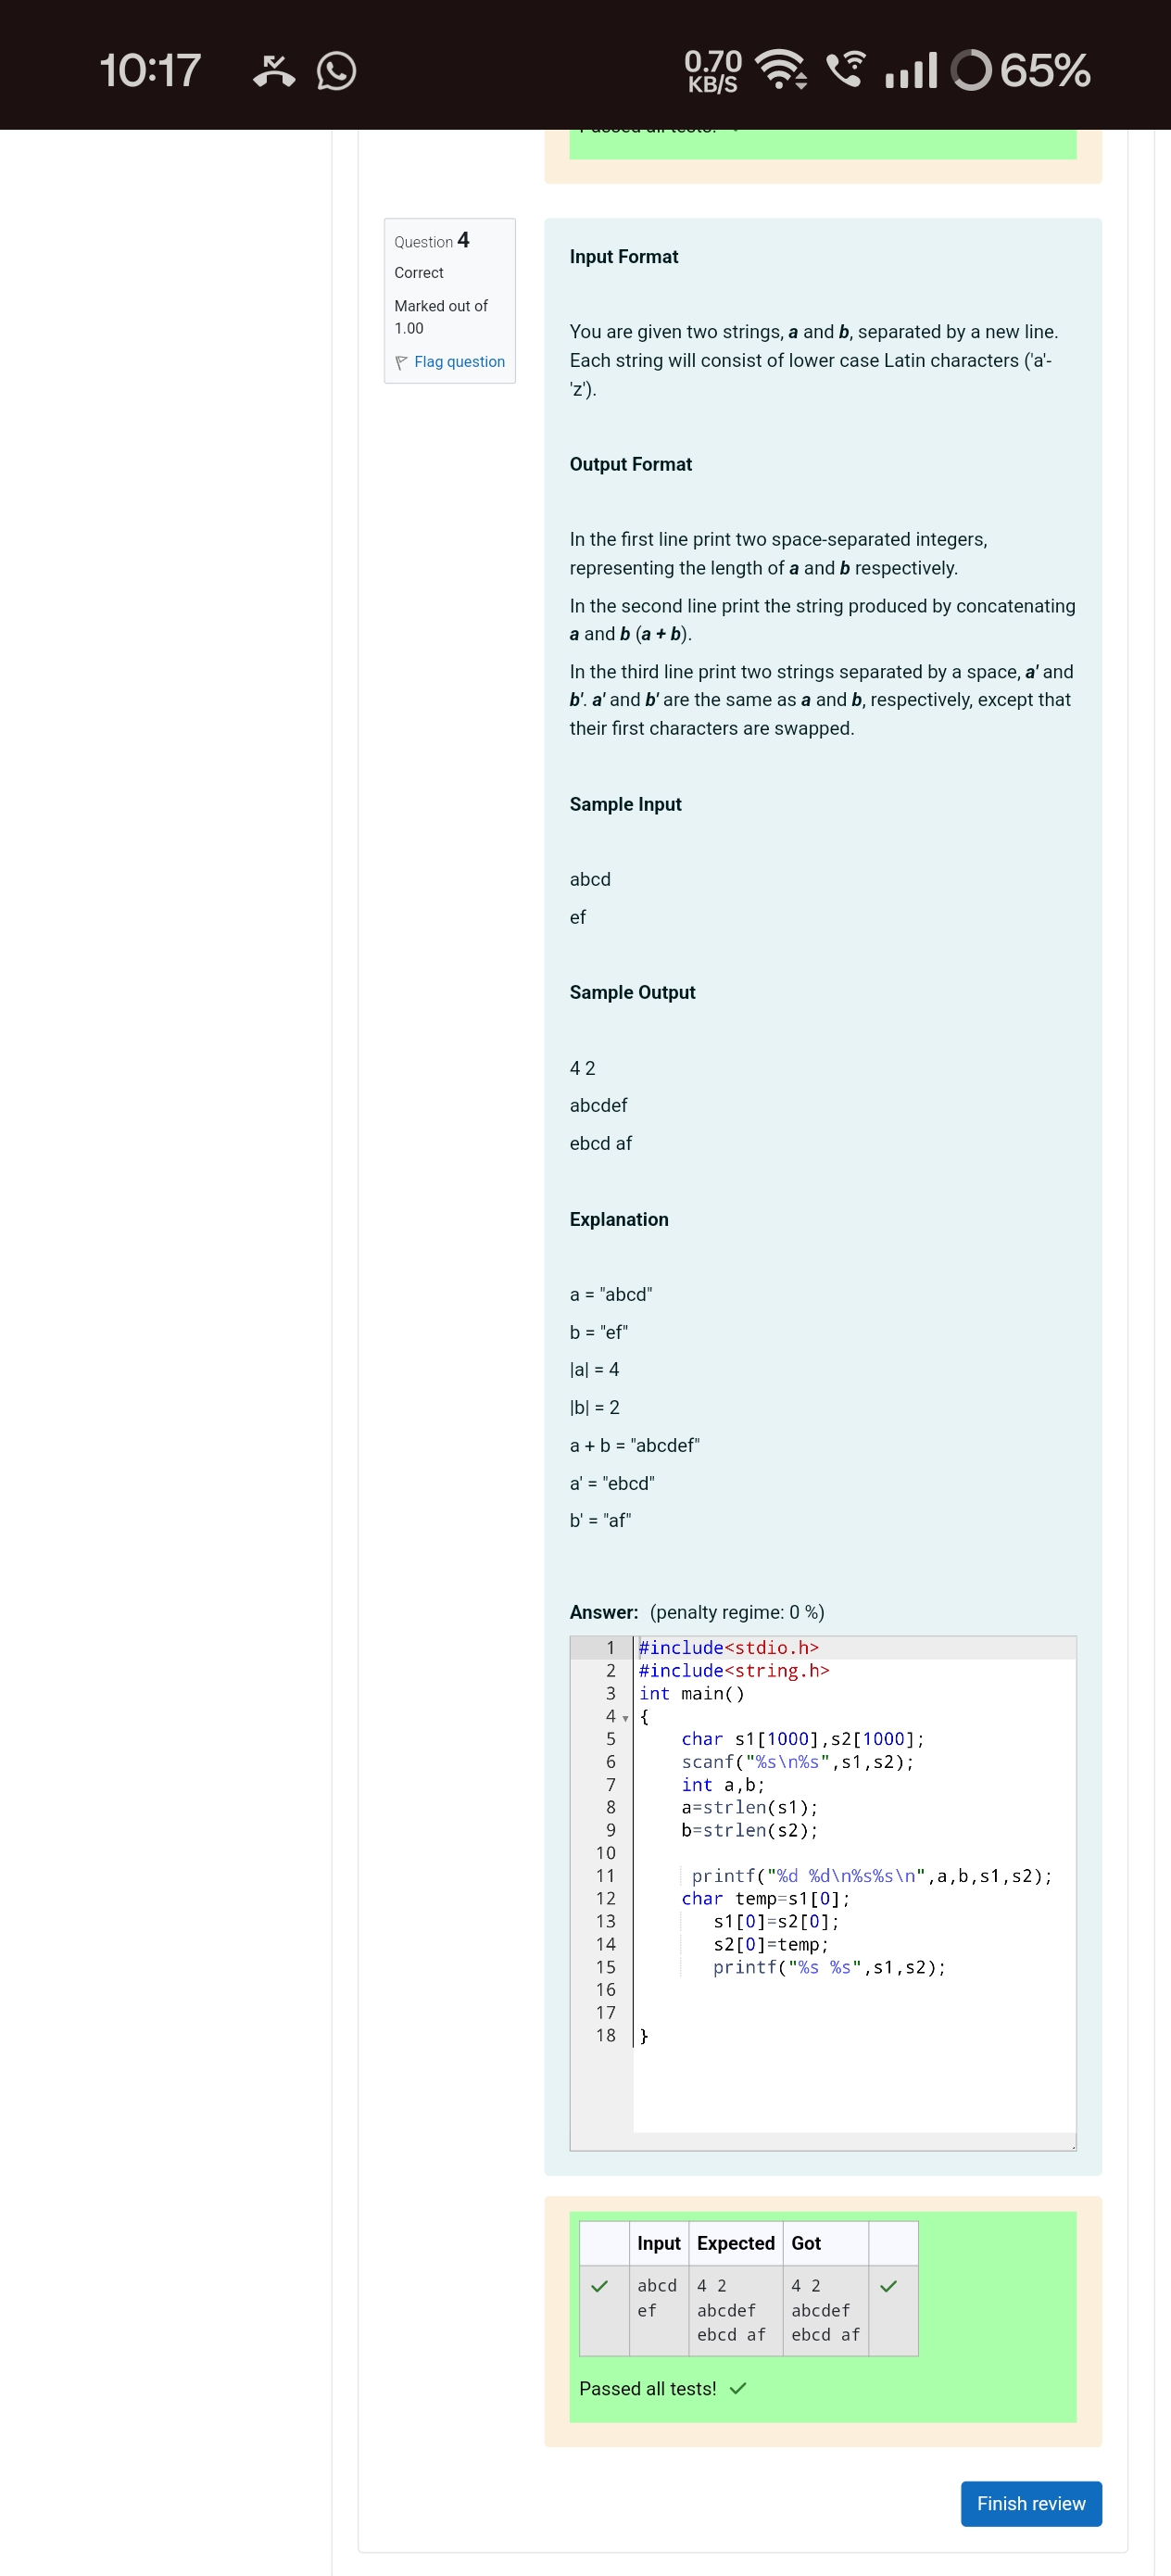 10:17 0.70 KB/S 65%
Passed all tests!
Question 4
Correct
Marked out of
1.00
Flag question
Input Format
You are given two strings, a and b, separated by a new line.
Each string will consist of lower case Latin characters ('a'-
'z').
Output Format
In the first line print two space-separated integers,
representing the length of a and b respectively.
In the second line print the string produced by concatenating
a and b (a + b).
In the third line print two strings separated by a space, a' and
b'. a' and b' are the same as a and b, respectively, except that
their first characters are swapped.
Sample Input
abcd
ef
Sample Output
4 2
abcdef
ebcd af
Explanation
a = "abcd"
b = "ef"
|a| = 4
|b| = 2
a + b = "abcdef"
a' = "ebcd"
b' = "af"
Answer: (penalty regime: 0 %)
1 #include<stdio.h>
2 #include<string.h>
3 int main()
4 {
5 char s1[1000],s2[1000];
6 scanf("%s\n%s",s1,s2);
7 int a,b;
8 a=strlen(s1);
9 b=strlen(s2);
10
11 printf("%d %d\n%s%s\n",a,b,s1,s2);
12 char temp=s1[0];
13 s1[0]=s2[0];
14 s2[0]=temp;
15 printf("%s %s",s1,s2);
16
17
18 }
Input Expected Got
abcd 4 2 4 2
ef abcdef abcdef
ebcd af ebcd af
Passed all tests!
Finish review